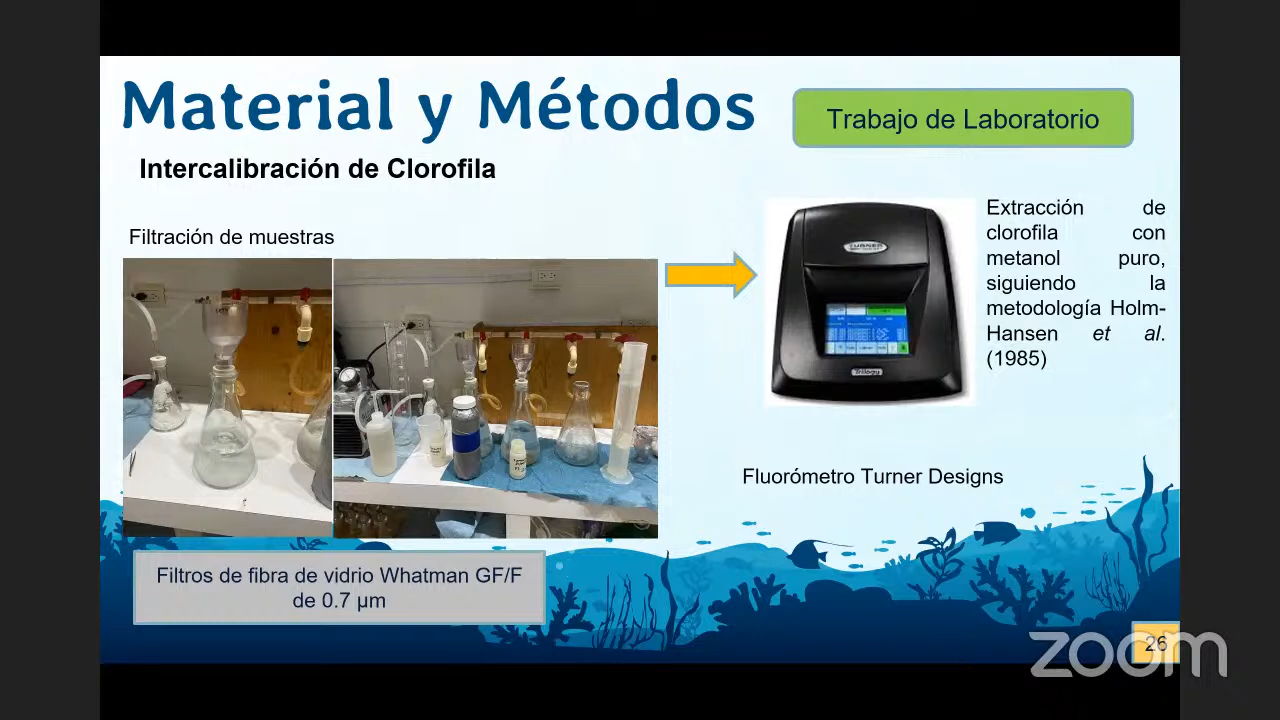 Material y Métodos
Trabajo de Laboratorio
Intercalibración de Clorofila
Filtración de muestras
Extracción de
clorofila con
metanol puro,
siguiendo la
metodología Holm-
Hansen et al.
(1985)
TURNER
Trilogy
Fluorómetro Turner Designs
Filtros de fibra de vidrio Whatman GF/F
de 0.7 µm
26
zoom